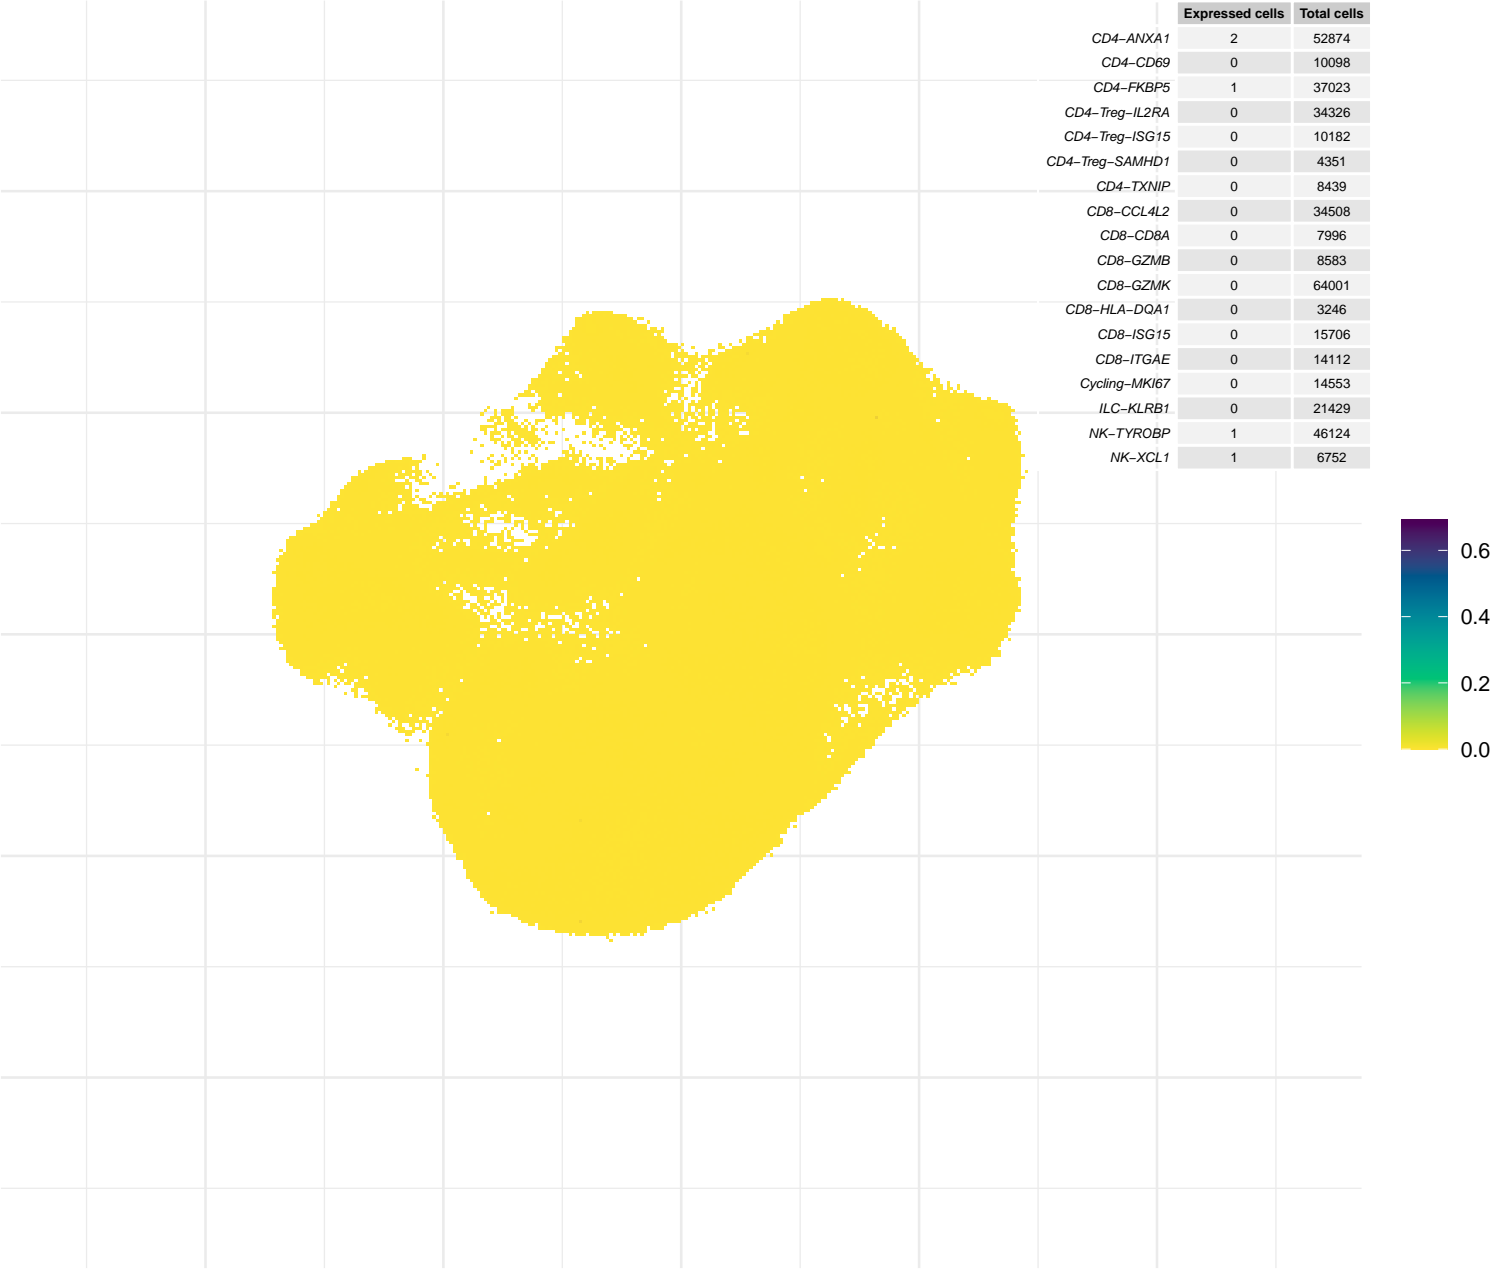 Expressed cells Total cells
CD4−ANXA1 2 52874
CD4−CD69 0 10098
CD4−FKBP5 1 37023
CD4−Treg−IL2RA 0 34326
CD4−Treg−ISG15 0 10182
CD4−Treg−SAMHD1 0 4351
CD4−TXNIP 0 8439
CD8−CCL4L2 0 34508
CD8−CD8A 0 7996
CD8−GZMB 0 8583
CD8−GZMK 0 64001
CD8−HLA−DQA1 0 3246
CD8−ISG15 0 15706
CD8−ITGAE 0 14112
Cycling−MKI67 0 14553
ILC−KLRB1 0 21429
NK−TYROBP 1 46124
NK−XCL1 1 6752
0.6
0.4
0.2
0.0